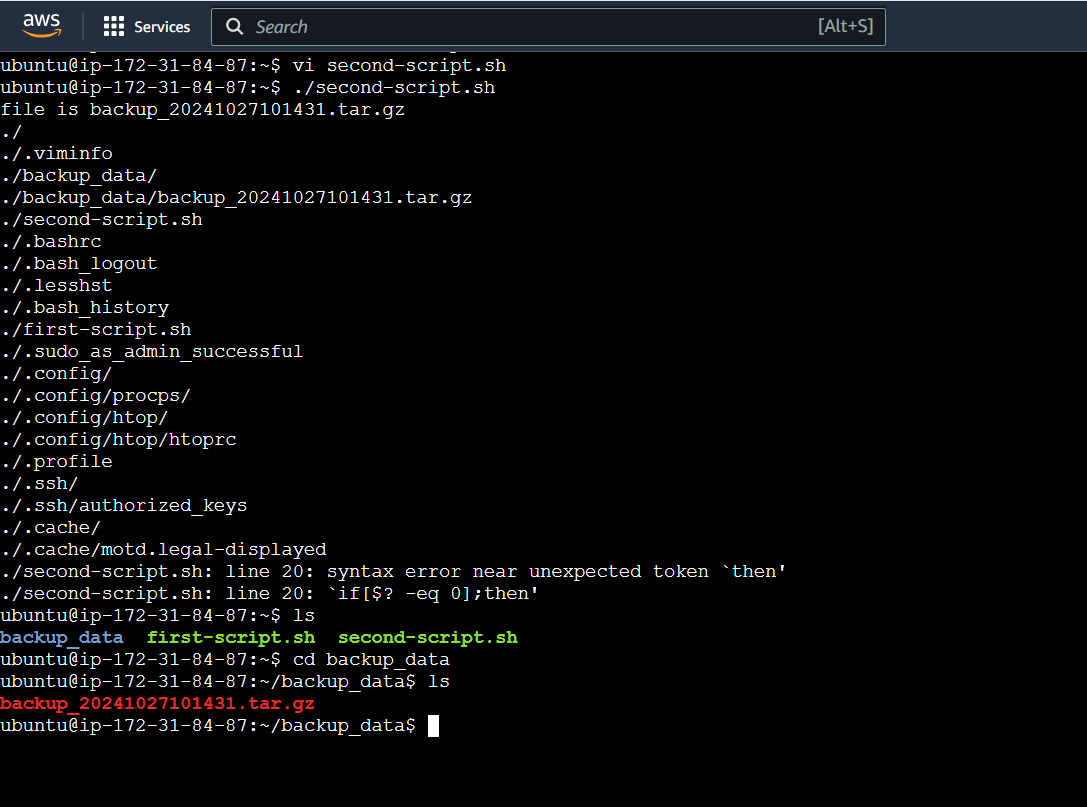 aws Services Search [Alt+S]
ubuntu@ip-172-31-84-87:~$ vi second-script.sh
ubuntu@ip-172-31-84-87:~$ ./second-script.sh
file is backup_20241027101431.tar.gz
./
./.viminfo
./backup_data/
./backup_data/backup_20241027101431.tar.gz
./second-script.sh
./.bashrc
./.bash_logout
./.lesshst
./.bash_history
./first-script.sh
./.sudo_as_admin_successful
./.config/
./.config/procps/
./.config/htop/
./.config/htop/htoprc
./.profile
./.ssh/
./.ssh/authorized_keys
./.cache/
./.cache/motd.legal-displayed
./second-script.sh: line 20: syntax error near unexpected token `then'
./second-script.sh: line 20: `if[$? -eq 0];then'
ubuntu@ip-172-31-84-87:~$ ls
backup_data first-script.sh second-script.sh
ubuntu@ip-172-31-84-87:~$ cd backup_data
ubuntu@ip-172-31-84-87:~/backup_data$ ls
backup_20241027101431.tar.gz
ubuntu@ip-172-31-84-87:~/backup_data$